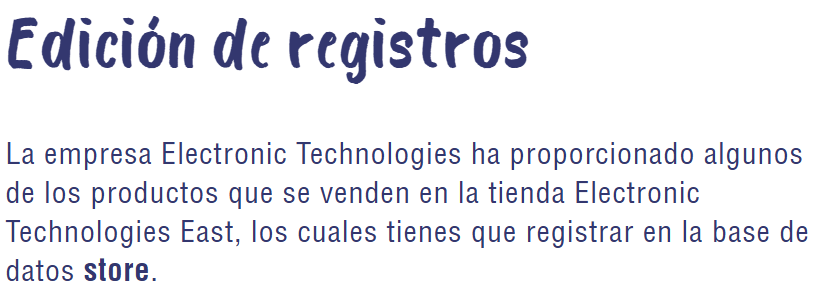 Edición de registros
La empresa Electronic Technologies ha proporcionado algunos
de los productos que se venden en la tienda Electronic
Technologies East, los cuales tienes que registrar en la base de
datos store.